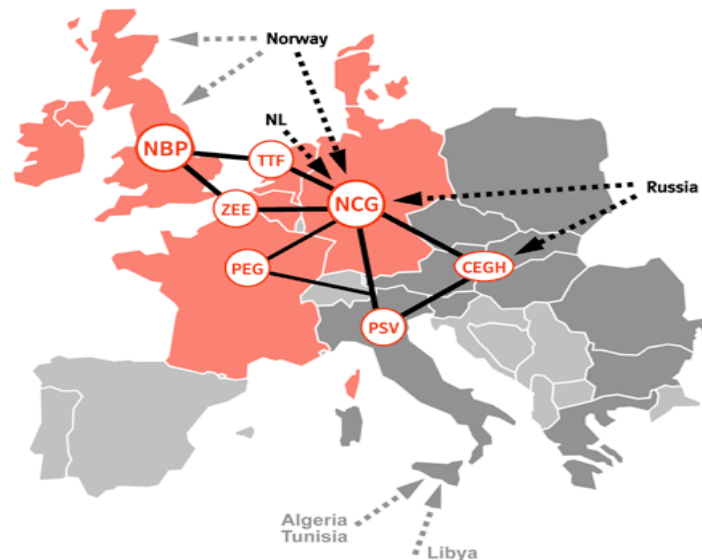 Norway
NL
NBP
TTF
Russia
ZEE
NCG
PEG
CEGH
PSV
Algeria
Tunisia
Libya